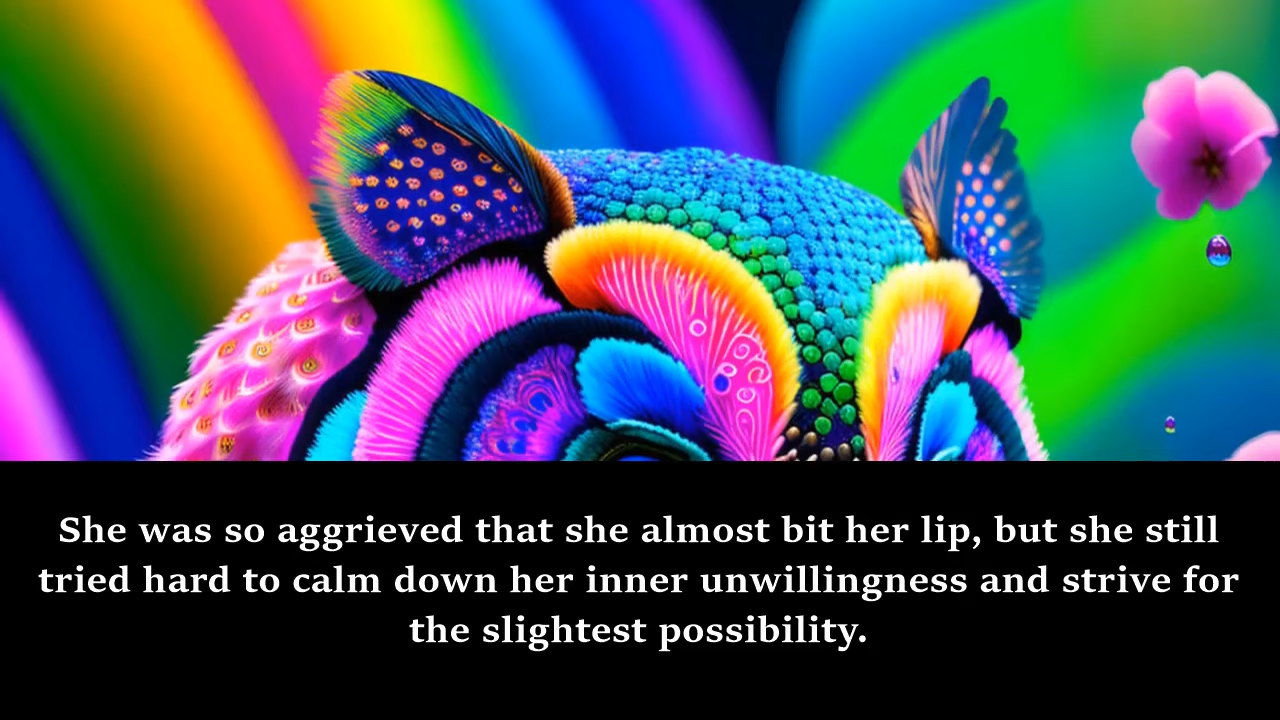 She was so aggrieved that she almost bit her lip, but she still
tried hard to calm down her inner unwillingness and strive for
the slightest possibility.